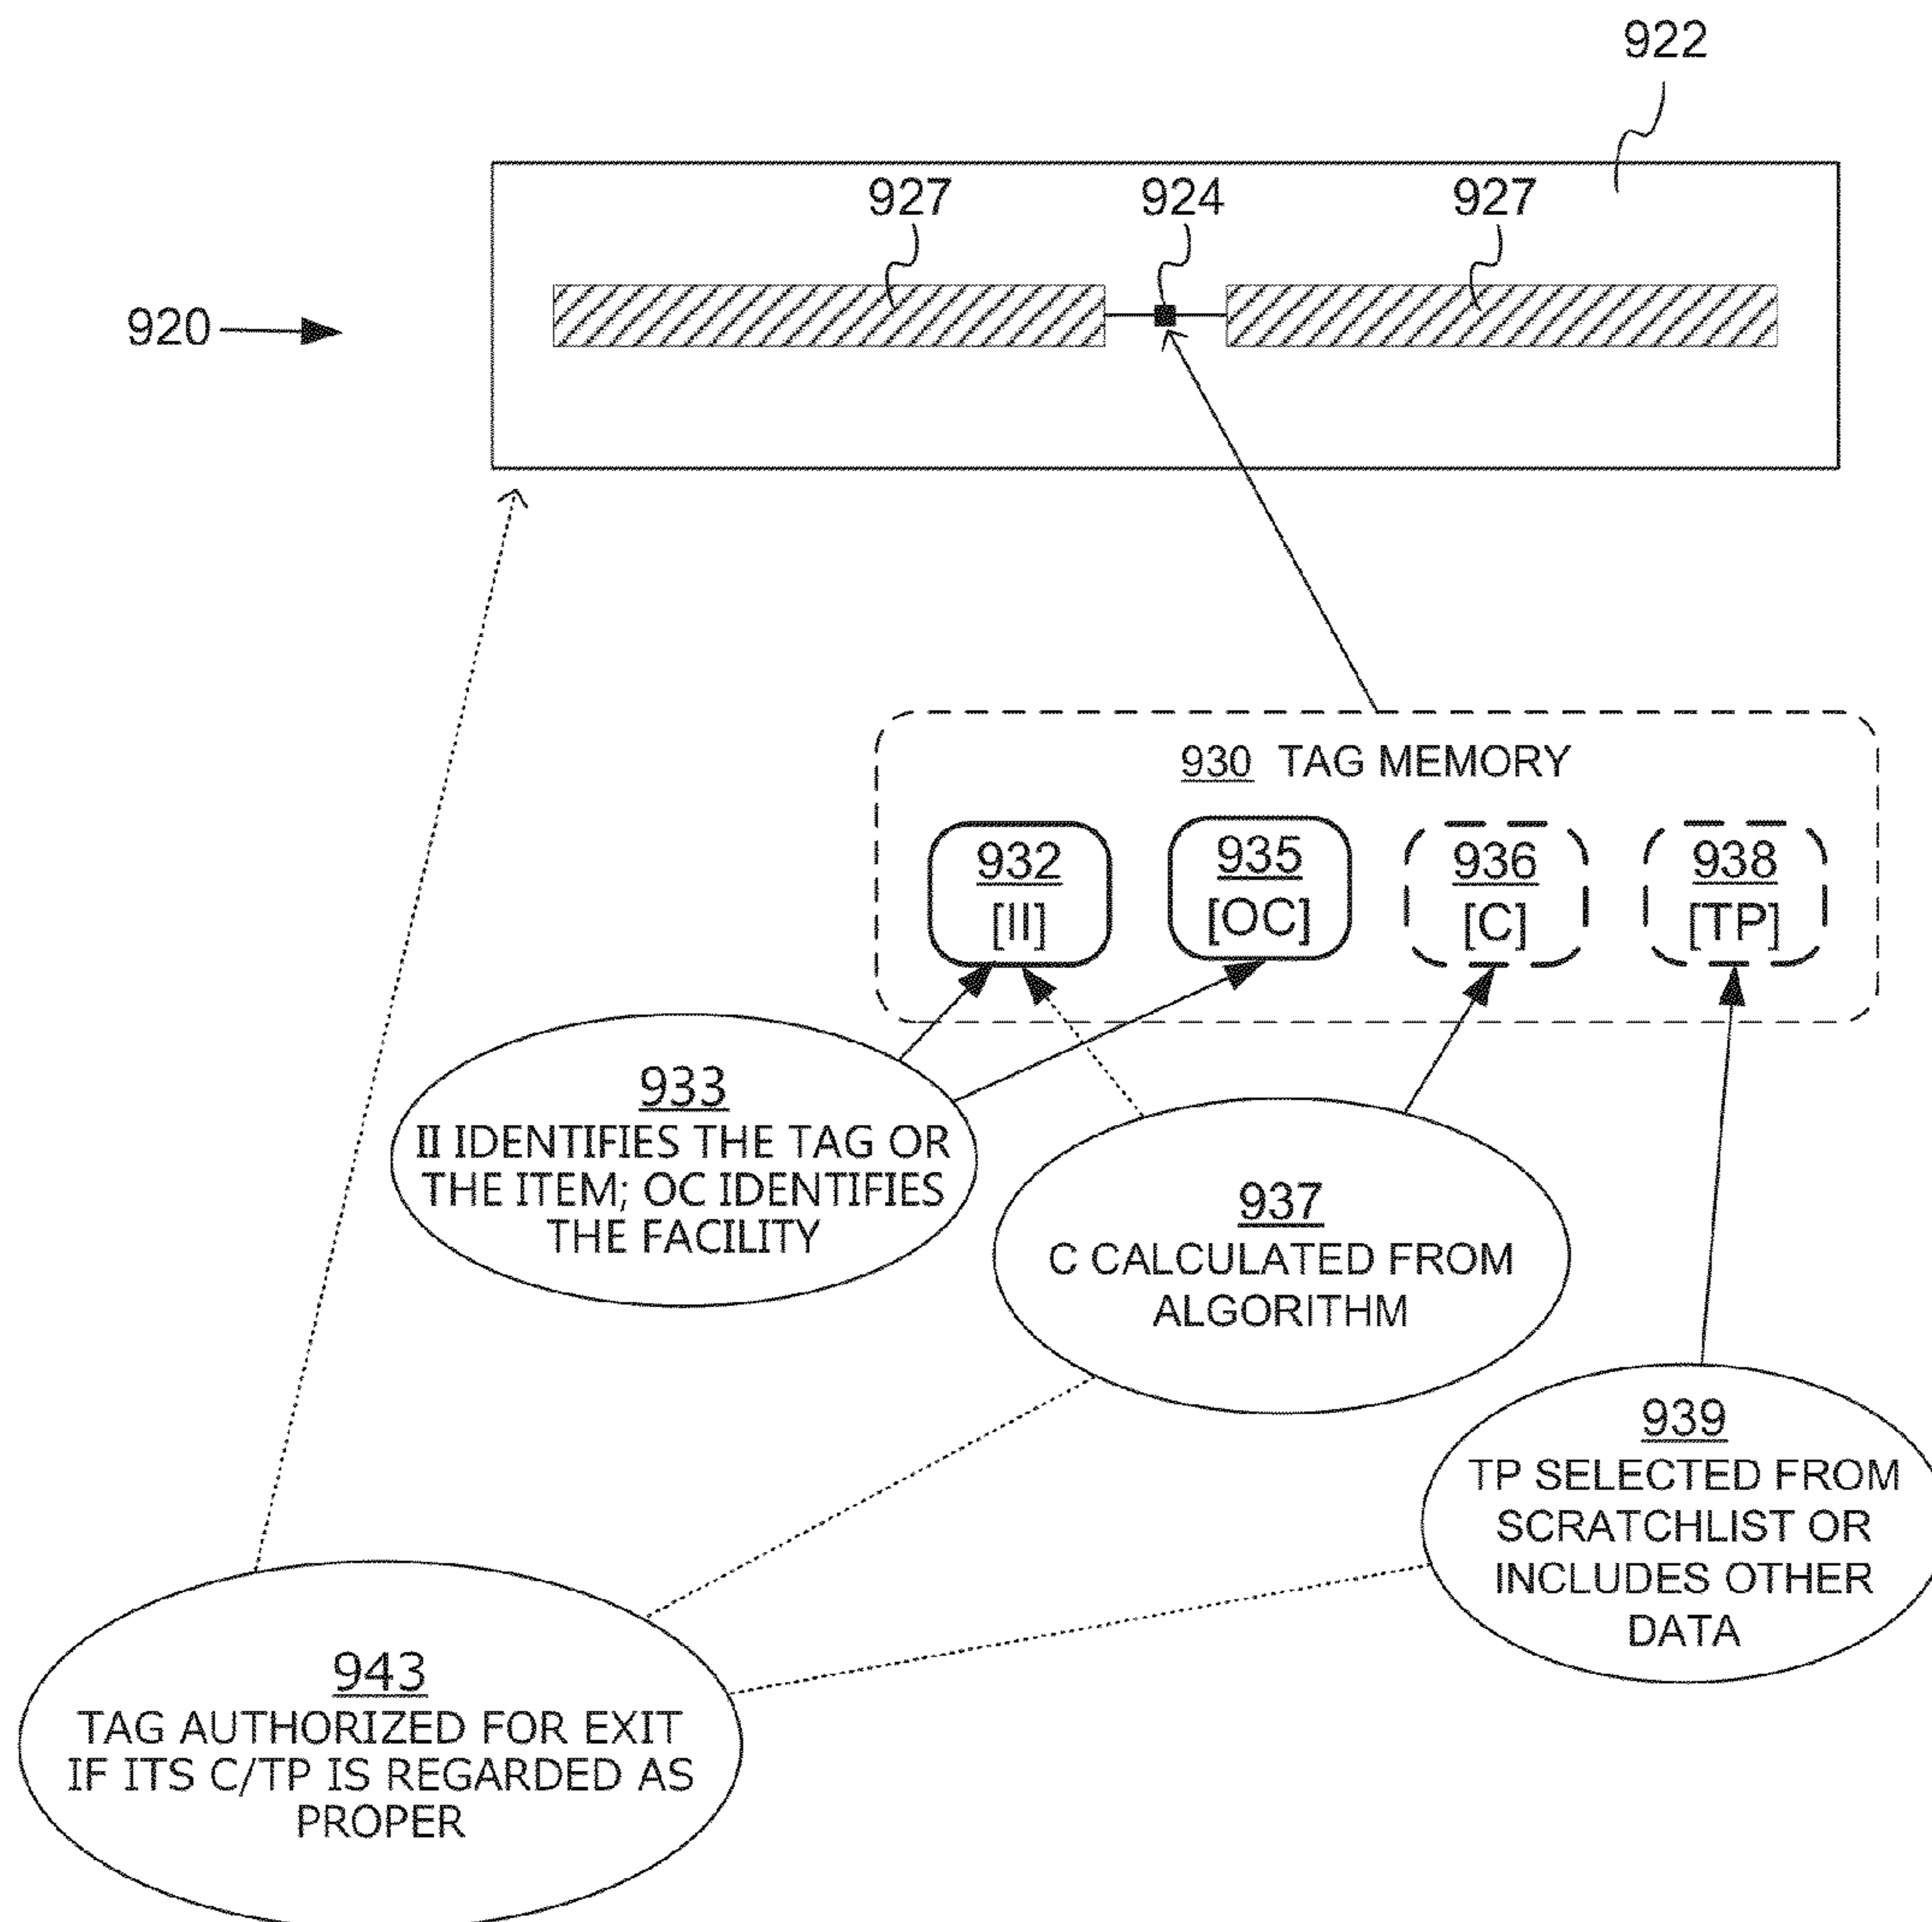 922
927
924
927
920
930 TAG MEMORY
932
[II]
935
[OC]
936
[C]
938
[TP]
933
II IDENTIFIES THE TAG OR
THE ITEM; OC IDENTIFIES
THE FACILITY
937
C CALCULATED FROM
ALGORITHM
939
TP SELECTED FROM
SCRATCHLIST OR
INCLUDES OTHER
DATA
943
TAG AUTHORIZED FOR EXIT
IF ITS C/TP IS REGARDED AS
PROPER